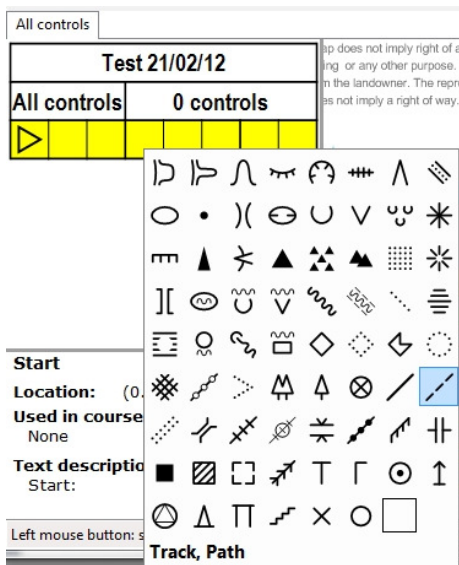 All controls
Test 21/02/12
All controls 0 controls
ap does not imply right of a
ing or any other purpose.
m the landowner. The repr
es not imply a right of way.
Start
Location: (0.
Used in course
None
Text descriptio
Start:
Left mouse button: s
Track, Path